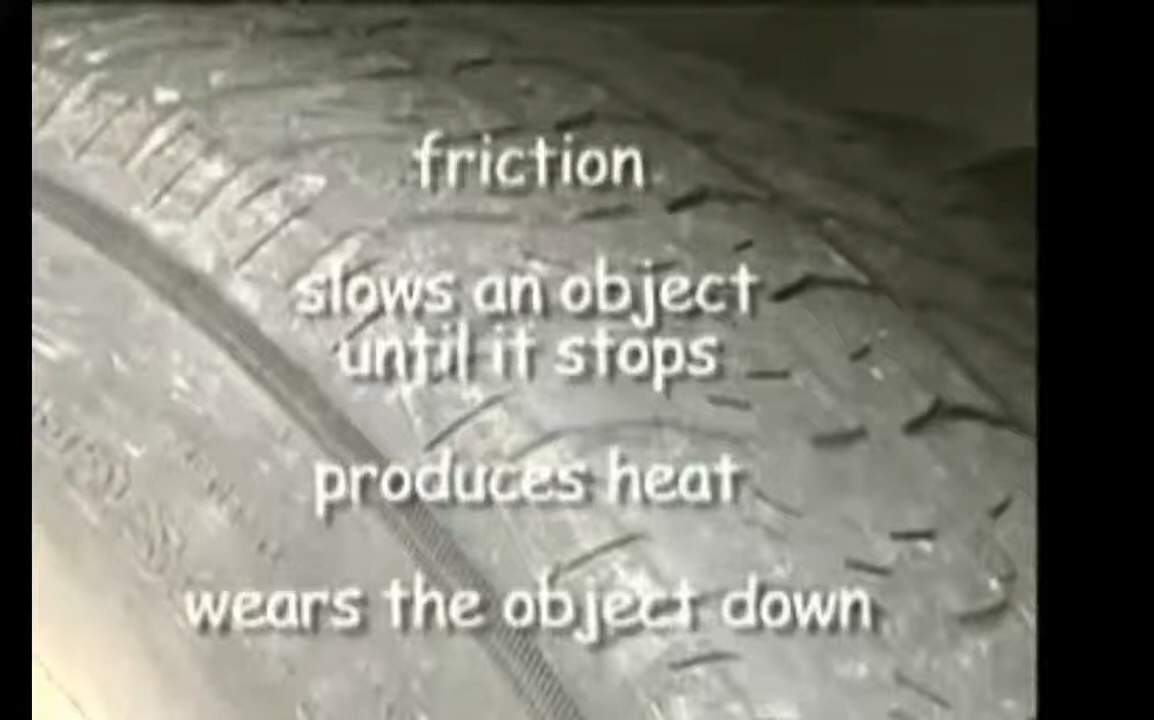 friction
slows an object
until it stops
produces heat
wears the object down